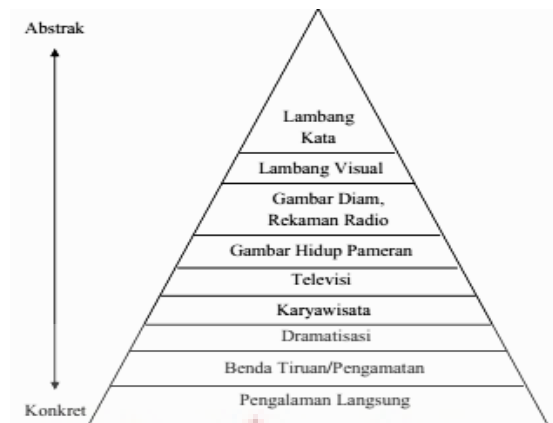 Abstrak
Lambang
Kata
Lambang Visual
Gambar Diam,
Rekaman Radio
Gambar Hidup Pameran
Televisi
Karyawisata
Dramatisasi
Benda Tiruan/Pengamatan
Pengalaman Langsung
Konkret